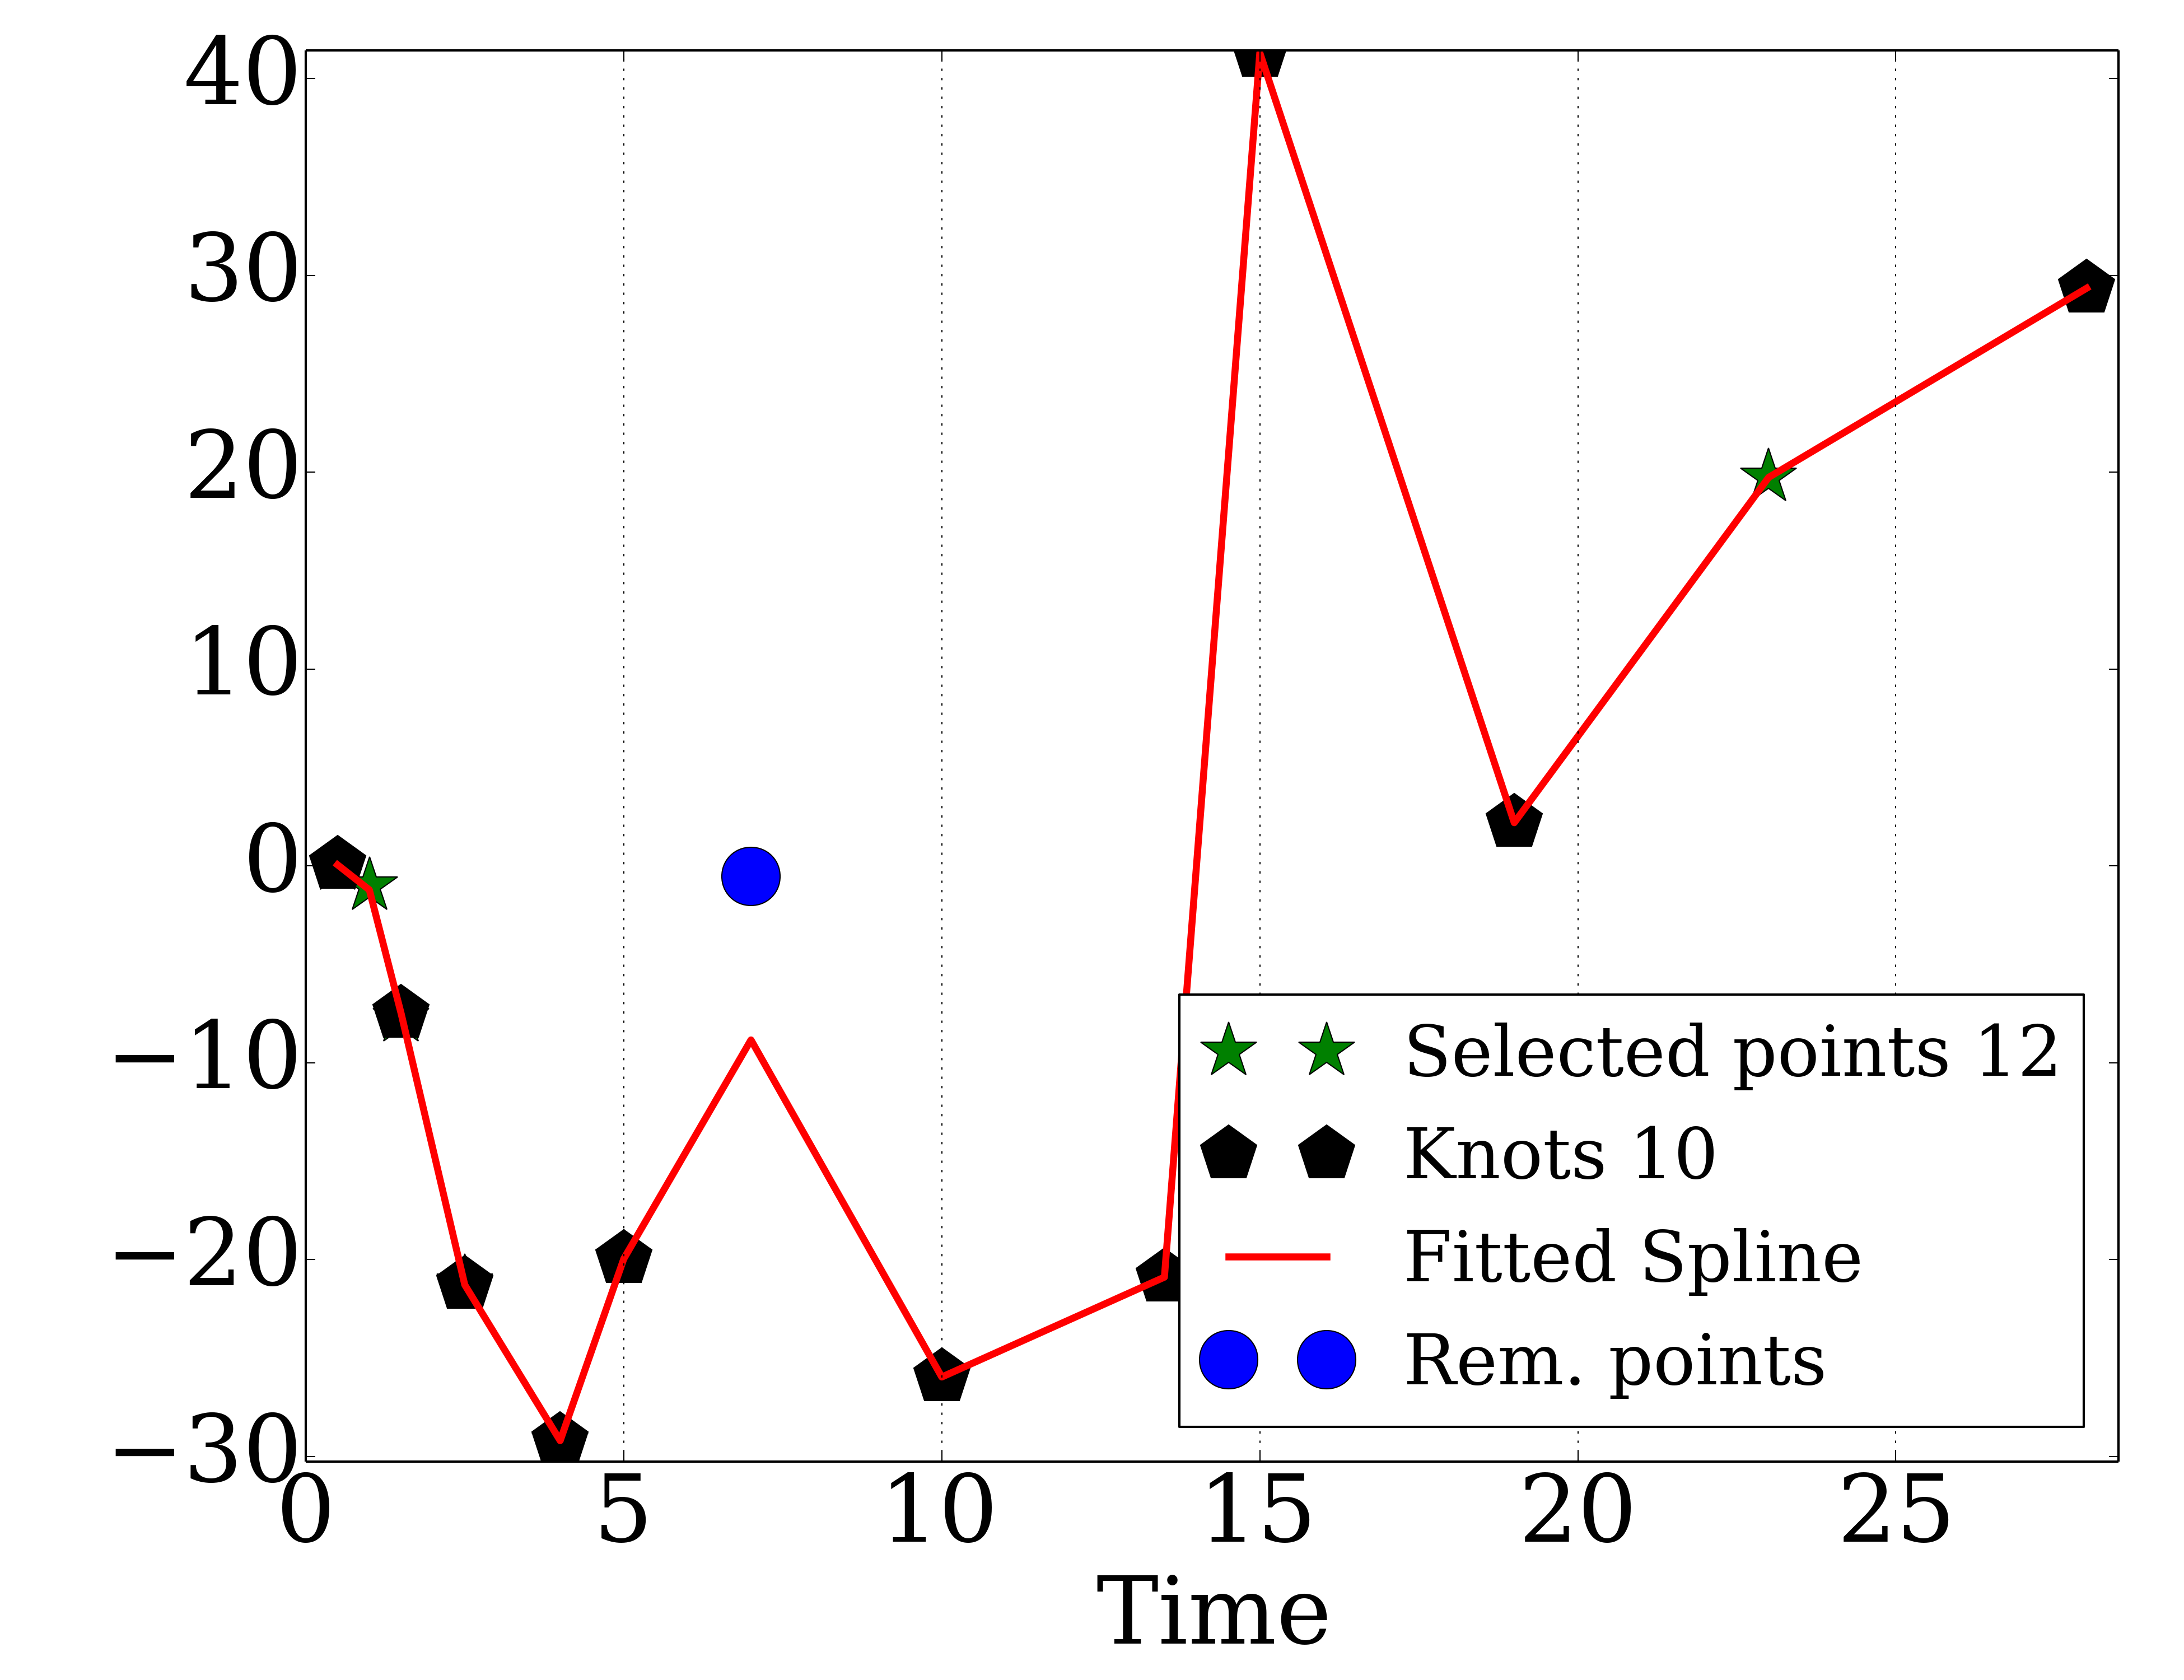 40
30
20
10
0
−10
−20
−30
0 5 10 15 20 25
Time
Selected points 12
Knots 10
Fitted Spline
Rem. points